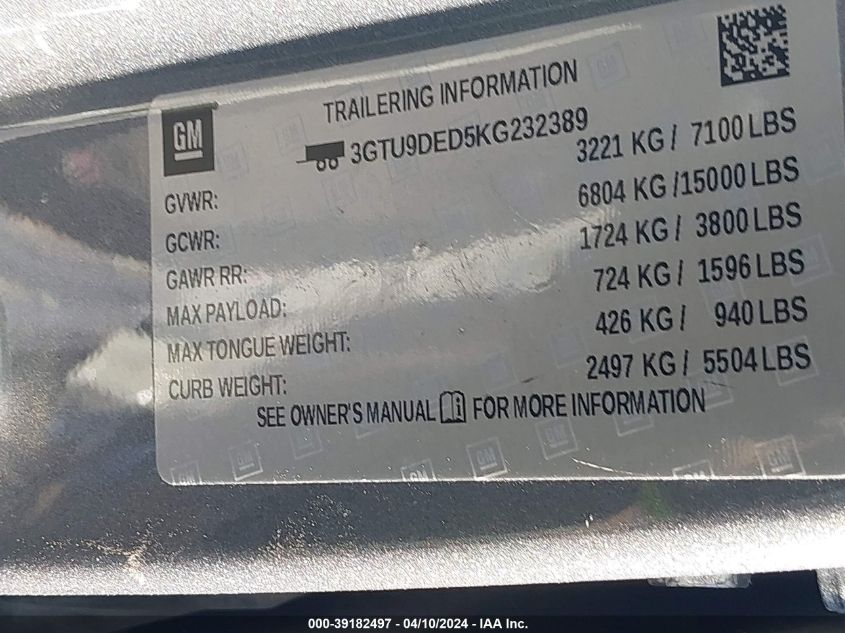 GM
TRAILERING INFORMATION
3GTU9DED5KG232389
GVWR: 3221 KG / 7100 LBS
GCWR: 6804 KG / 15000 LBS
GAWR RR: 1724 KG / 3800 LBS
MAX PAYLOAD: 724 KG / 1596 LBS
MAX TONGUE WEIGHT: 426 KG / 940 LBS
CURB WEIGHT: 2497 KG / 5504 LBS
SEE OWNER'S MANUAL FOR MORE INFORMATION
000-39182497 - 04/10/2024 - IAA Inc.